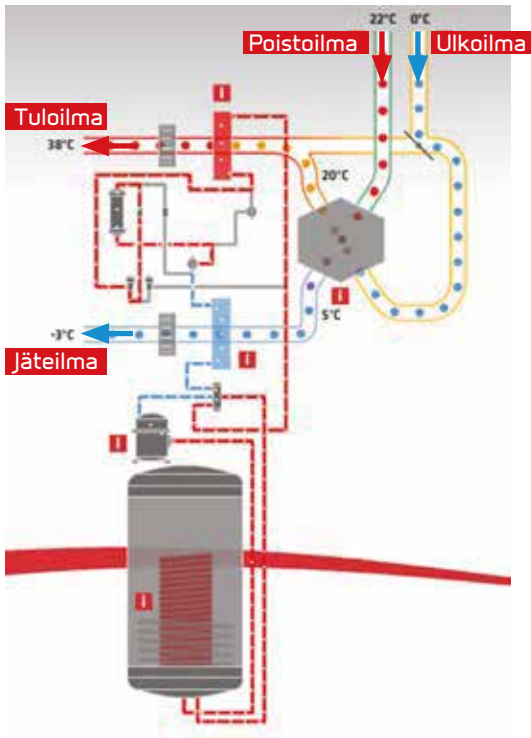 22°C 0°C
Poistoilma Ulkoilma
i
Tuloilma
38°C
20°C
i
5°C
-3°C
Jäteilma
i
i
i